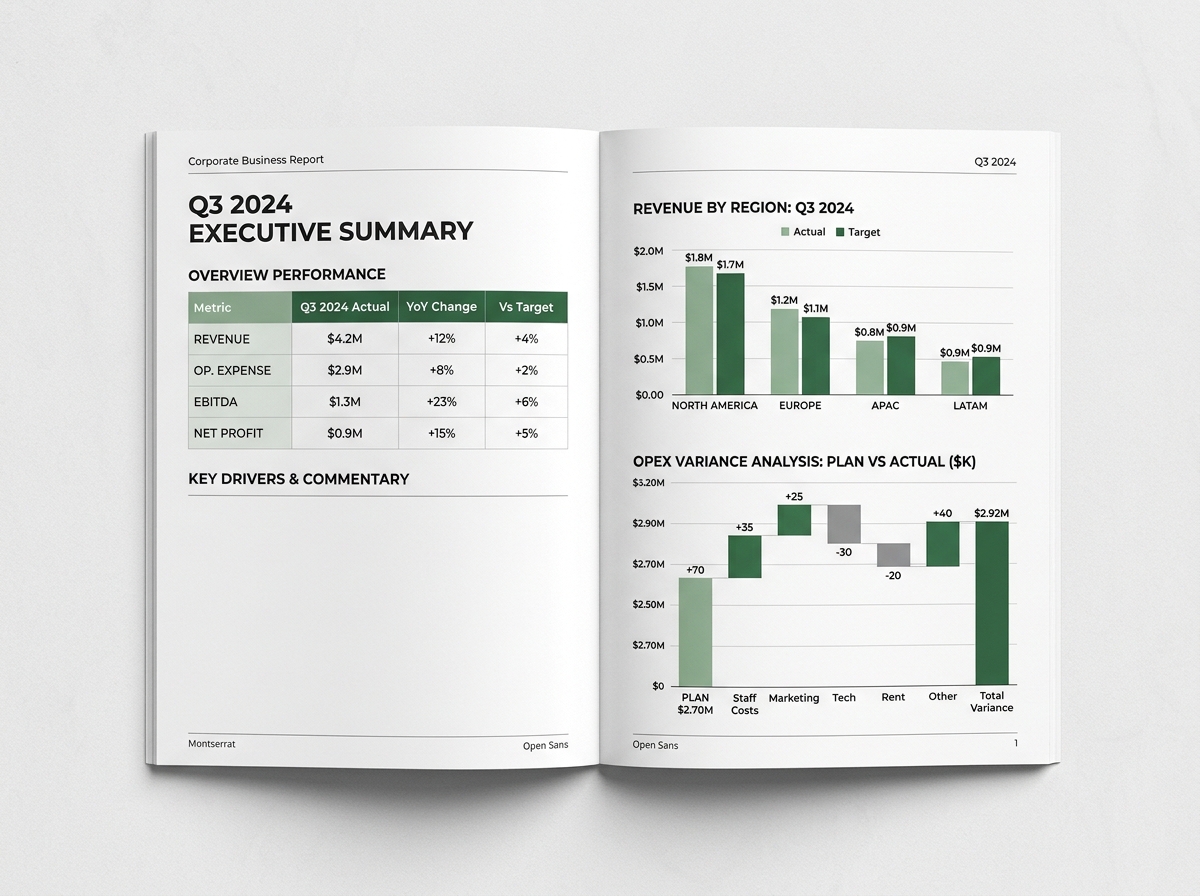 Corporate Business Report
Q3 2024
EXECUTIVE SUMMARY
OVERVIEW PERFORMANCE
Metric Q3 2024 Actual YoY Change Vs Target
REVENUE $4.2M +12% +4%
OP. EXPENSE $2.9M +8% +2%
EBITDA $1.3M +23% +6%
NET PROFIT $0.9M +15% +5%
KEY DRIVERS & COMMENTARY
Montserrat Open Sans
Q3 2024
REVENUE BY REGION: Q3 2024
Actual Target
$2.0M
$1.8M $1.7M
$1.5M
$1.2M $1.1M
$1.0M
$0.8M $0.9M
$0.9M $0.9M
$0.5M
$0.00
NORTH AMERICA EUROPE APAC LATAM
OPEX VARIANCE ANALYSIS: PLAN VS ACTUAL ($K)
$3.20M
+25
$2.90M +35 +40 $2.92M
-30
$2.70M +70 -20
$2.50M
$2.70M
$0
PLAN Staff Marketing Tech Rent Other Total
$2.70M Costs Variance
Open Sans 1